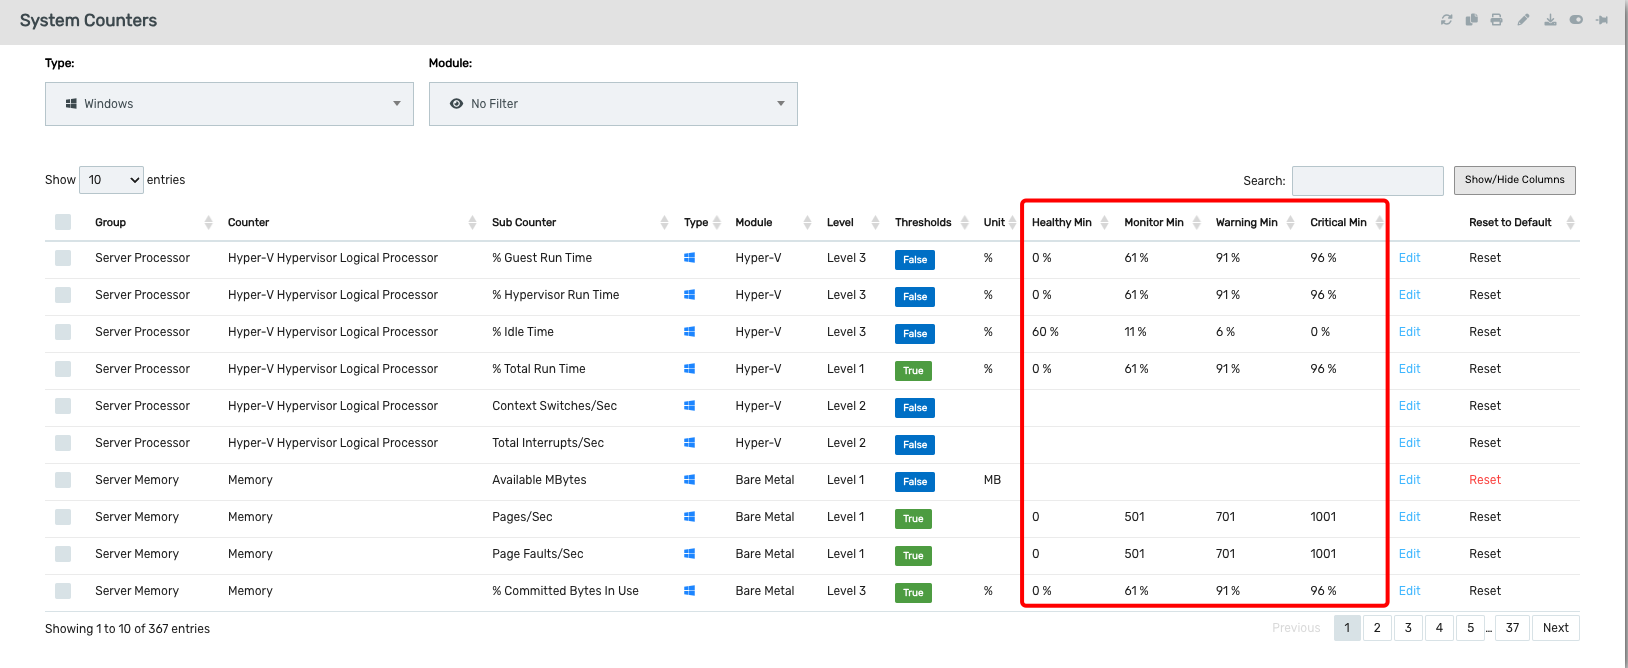 System Counters
Type: Module:
Windows No Filter
Show 10 entries Search: Show/Hide Columns
Group Counter Sub Counter Type Module Level Thresholds Unit Healthy Min Monitor Min Warning Min Critical Min Reset to Default
Server Processor Hyper-V Hypervisor Logical Processor % Guest Run Time Hyper-V Level 3 False % 0 % 61 % 91 % 96 % Edit Reset
Server Processor Hyper-V Hypervisor Logical Processor % Hypervisor Run Time Hyper-V Level 3 False % 0 % 61 % 91 % 96 % Edit Reset
Server Processor Hyper-V Hypervisor Logical Processor % Idle Time Hyper-V Level 3 False % 60 % 11 % 6 % 0 % Edit Reset
Server Processor Hyper-V Hypervisor Logical Processor % Total Run Time Hyper-V Level 1 True % 0 % 61 % 91 % 96 % Edit Reset
Server Processor Hyper-V Hypervisor Logical Processor Context Switches/Sec Hyper-V Level 2 False Edit Reset
Server Processor Hyper-V Hypervisor Logical Processor Total Interrupts/Sec Hyper-V Level 2 False Edit Reset
Server Memory Memory Available MBytes Bare Metal Level 1 False MB Edit Reset
Server Memory Memory Pages/Sec Bare Metal Level 1 True 0 501 701 1001 Edit Reset
Server Memory Memory Page Faults/Sec Bare Metal Level 1 True 0 501 701 1001 Edit Reset
Server Memory Memory % Committed Bytes In Use Bare Metal Level 3 True % 0 % 61 % 91 % 96 % Edit Reset
Showing 1 to 10 of 367 entries Previous 1 2 3 4 5 ... 37 Next